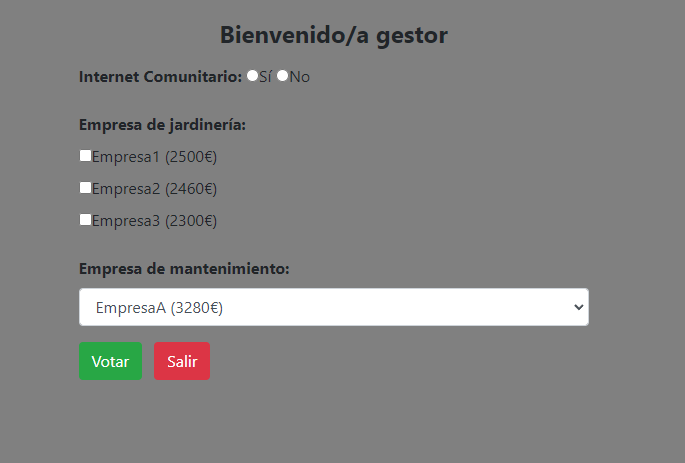 Bienvenido/a gestor
Internet Comunitario: Sí No
Empresa de jardinería:
Empresa1 (2500€)
Empresa2 (2460€)
Empresa3 (2300€)
Empresa de mantenimiento:
EmpresaA (3280€)
Votar Salir